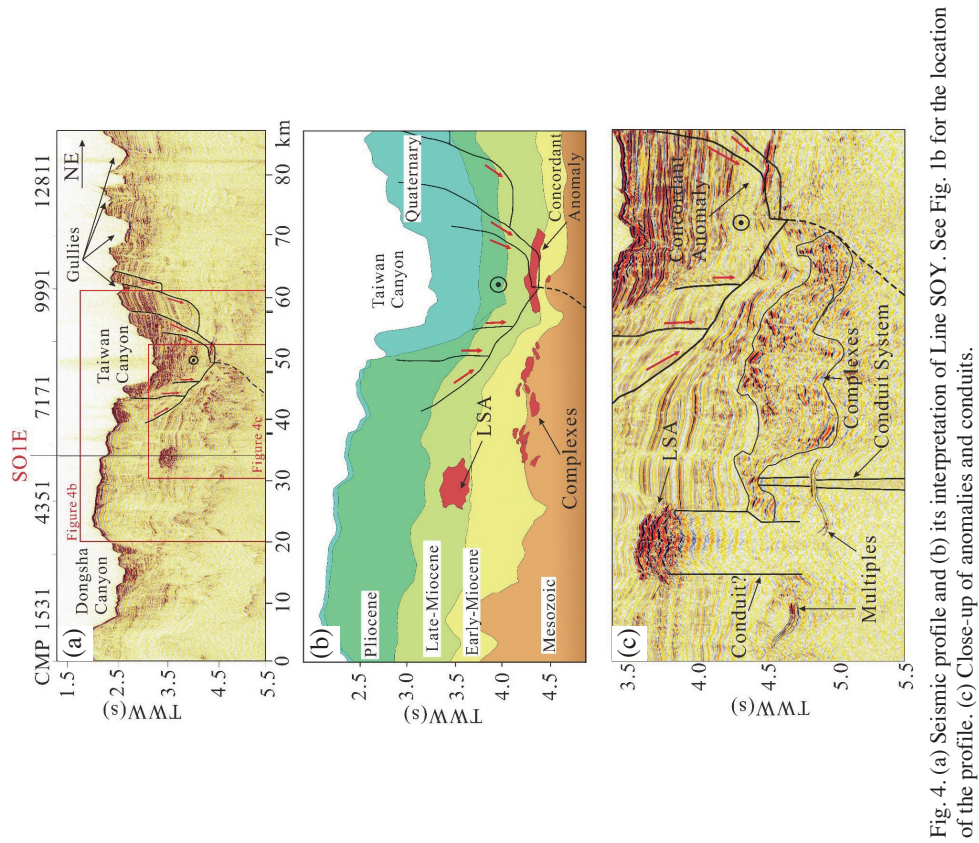 SO1E
CMP 1531 4351 7171 9991 12811
(a)
Dongsha
Canyon
Figure 4b
Taiwan
Canyon
Gullies
NE
Figure 4c
1.5
2.5
3.5
4.5
5.5
TWW(s)
0 10 20 30 40 50 60 70 80 km
(b)
Taiwan
Canyon
Quaternary
Pliocene
Late-Miocene
Early-Miocene
Mesozoic
LSA
Complexes
Concordant
Anomaly
2.5
3.0
3.5
4.0
4.5
TWW(s)
(c)
LSA
Concordant
Anomaly
Conduit?
Multiples
Complexes
Conduit System
3.5
4.0
4.5
5.0
5.5
TWW(s)
Fig. 4. (a) Seismic profile and (b) its interpretation of Line SOY. See Fig. 1b for the location
of the profile. (c) Close-up of anomalies and conduits.